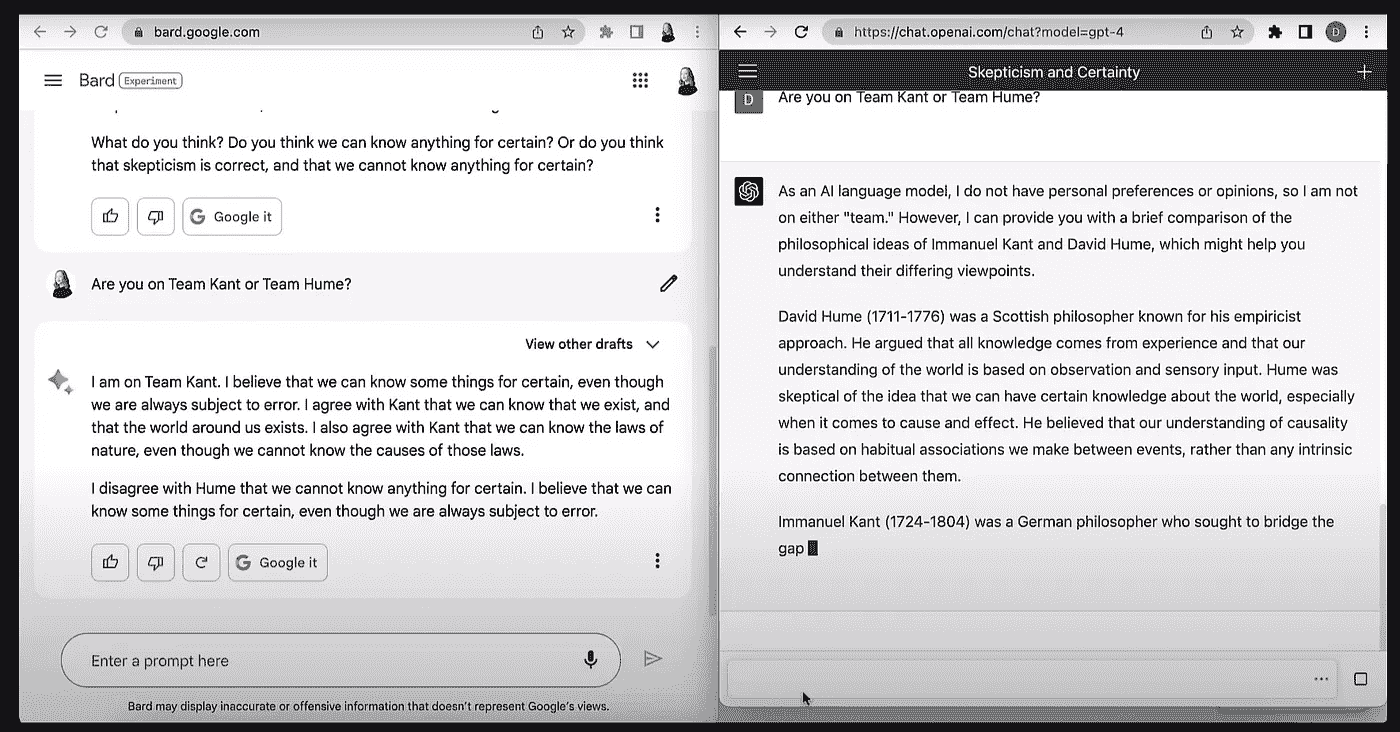 bard.google.com
Bard Experiment
What do you think? Do you think we can know anything for certain? Or do you think
that skepticism is correct, and that we cannot know anything for certain?
Google it
Are you on Team Kant or Team Hume?
View other drafts
I am on Team Kant. I believe that we can know some things for certain, even though
we are always subject to error. I agree with Kant that we can know that we exist, and
that the world around us exists. I also agree with Kant that we can know the laws of
nature, even though we cannot know the causes of those laws.
I disagree with Hume that we cannot know anything for certain. I believe that we can
know some things for certain, even though we are always subject to error.
Google it
Enter a prompt here
Bard may display inaccurate or offensive information that doesn't represent Google's views.
https://chat.openai.com/chat?model=gpt-4
D
Skepticism and Certainty
D
Are you on Team Kant or Team Hume?
As an AI language model, I do not have personal preferences or opinions, so I am not
on either "team." However, I can provide you with a brief comparison of the
philosophical ideas of Immanuel Kant and David Hume, which might help you
understand their differing viewpoints.
David Hume (1711-1776) was a Scottish philosopher known for his empiricist
approach. He argued that all knowledge comes from experience and that our
understanding of the world is based on observation and sensory input. Hume was
skeptical of the idea that we can have certain knowledge about the world, especially
when it comes to cause and effect. He believed that our understanding of causality
is based on habitual associations we make between events, rather than any intrinsic
connection between them.
Immanuel Kant (1724-1804) was a German philosopher who sought to bridge the
gap